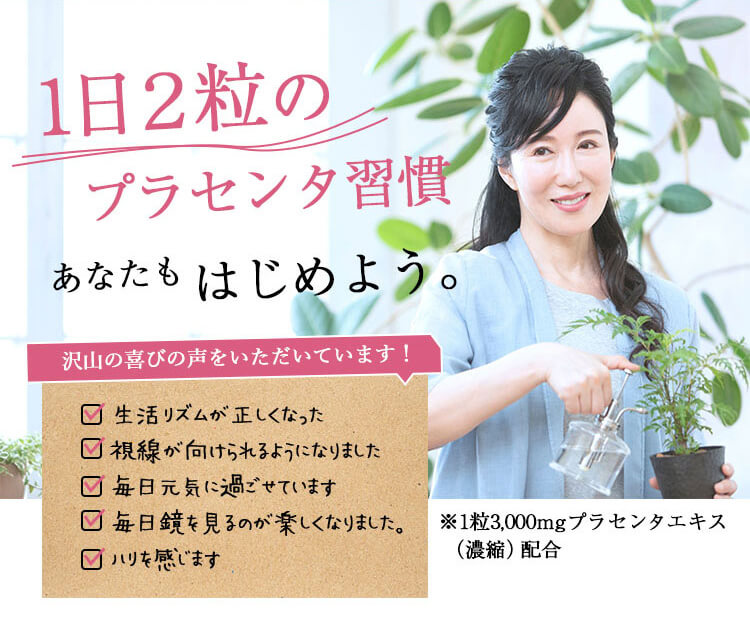 1日2粒の
プラセンタ習慣
あなたも はじめよう。
沢山の喜びの声をいただいています!
生活リズムが正しくなった
視線が向けられるようになりました
毎日元気に過ごせています
毎日鏡を見るのが楽しくなりました。
ハリを感じます
※1粒3,000mgプラセンタエキス
(濃縮)配合